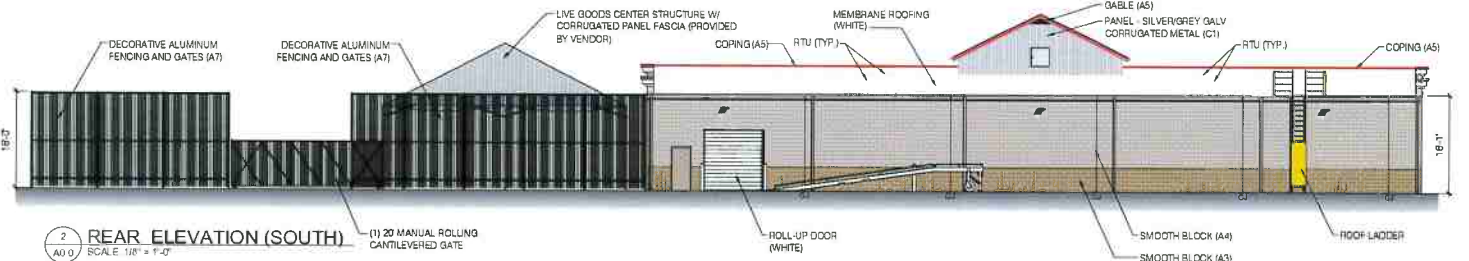 GABLE (A5)
LIVE GOODS CENTER STRUCTURE W/
CORRUGATED PANEL FASCIA (PROVIDED
BY VENDOR)
MEMBRANE ROOFING
(WHITE)
PANEL - SILVER/GREY GALV
CORRUGATED METAL (C1)
DECORATIVE ALUMINUM
FENCING AND GATES (A7)
DECORATIVE ALUMINUM
FENCING AND GATES (A7)
COPING (A5)
RTU (TYP.)
RTU (TYP.)
COPING (A5)
18'-0"
18'-1"
2
A0.0
REAR ELEVATION (SOUTH)
SCALE 1/8" = 1'-0"
(1) 20' MANUAL ROLLING
CANTILEVERED GATE
ROLL-UP DOOR
(WHITE)
SMOOTH BLOCK (A4)
SMOOTH BLOCK (A3)
ROOF LADDER